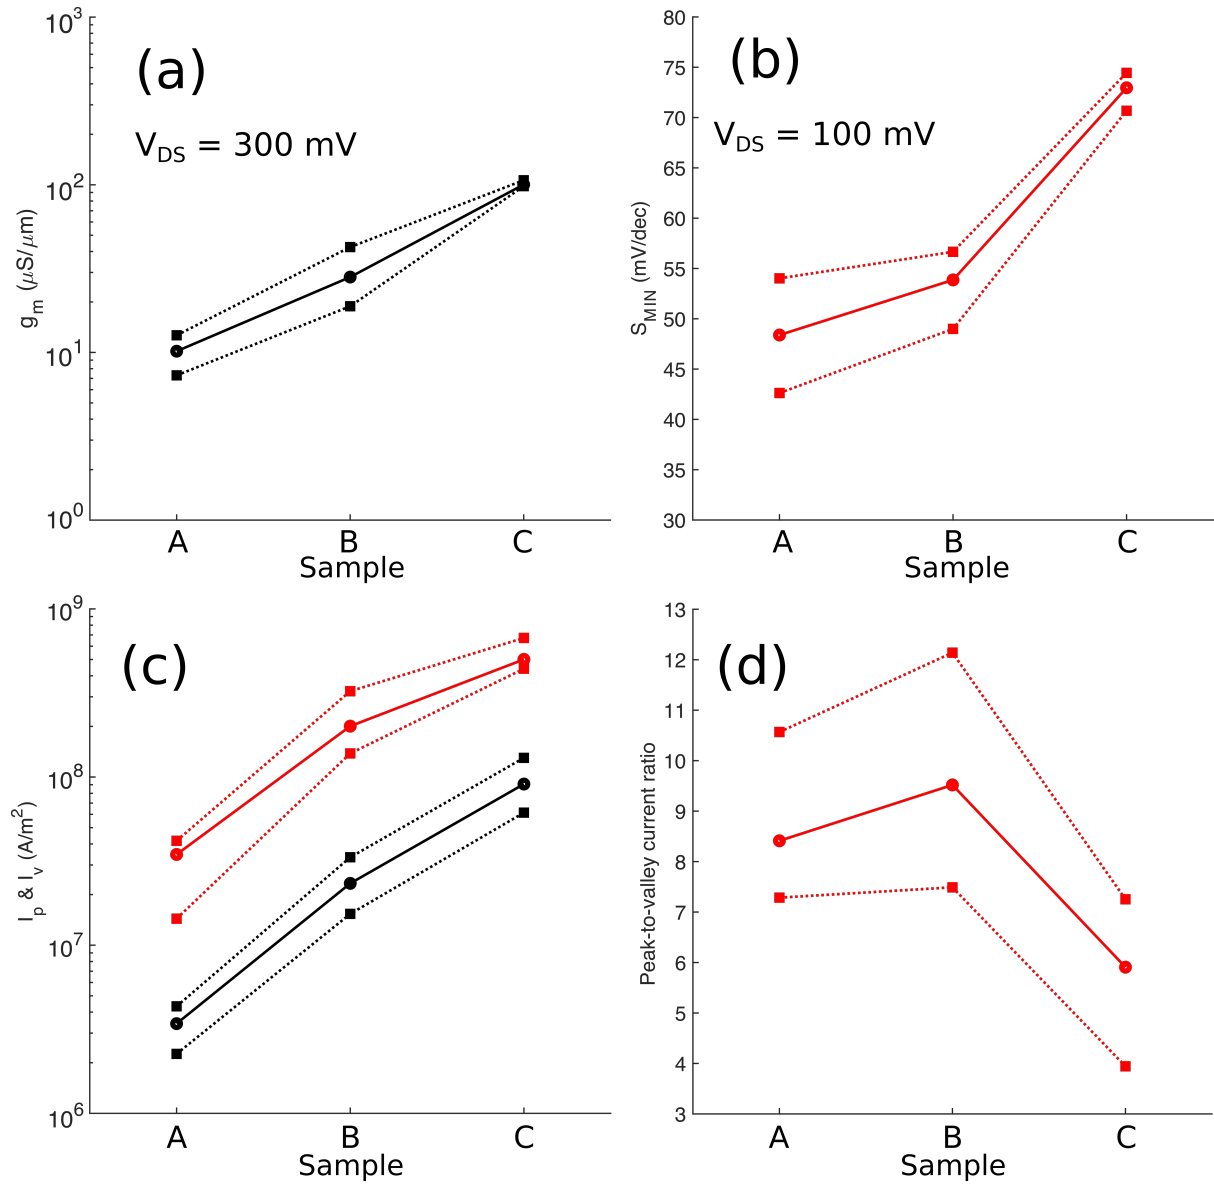 (a)
V_DS = 300 mV
10^3
10^2
10^1
10^0
g_m (μS/μm)
A B C
Sample
(b)
V_DS = 100 mV
80
75
70
65
60
55
50
45
40
35
30
S_MIN (mV/dec)
A B C
Sample
(c)
10^9
10^8
10^7
10^6
I_p & I_v (A/m^2)
A B C
Sample
(d)
13
12
11
10
9
8
7
6
5
4
3
Peak-to-valley current ratio
A B C
Sample